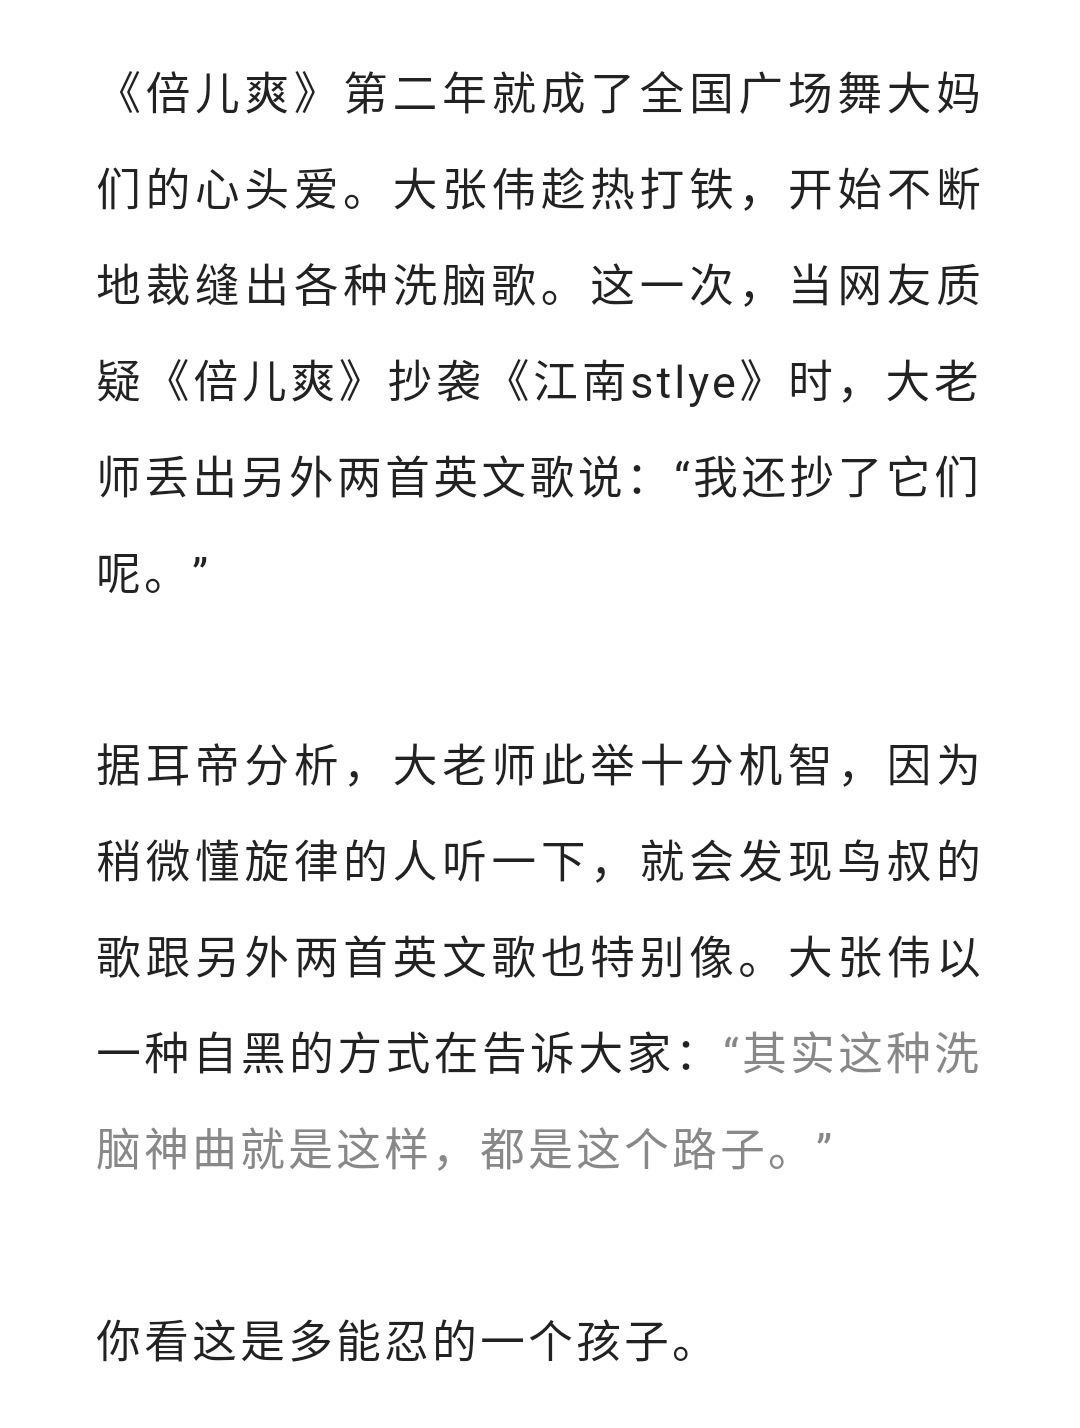 《倍儿爽》第二年就成了全国广场舞大妈
们的心头爱。大张伟趁热打铁，开始不断
地裁缝出各种洗脑歌。这一次，当网友质
疑《倍儿爽》抄袭《江南stlye》时，大老
师丢出另外两首英文歌说：“我还抄了它们
呢。”
据耳帝分析，大老师此举十分机智，因为
稍微懂旋律的人听一下，就会发现鸟叔的
歌跟另外两首英文歌也特别像。大张伟以
一种自黑的方式在告诉大家：“其实这种洗
脑神曲就是这样，都是这个路子。”
你看这是多能忍的一个孩子。